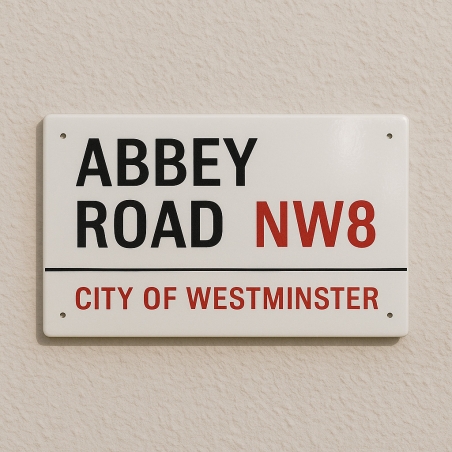 ABBEY
ROAD NW8
CITY OF WESTMINSTER